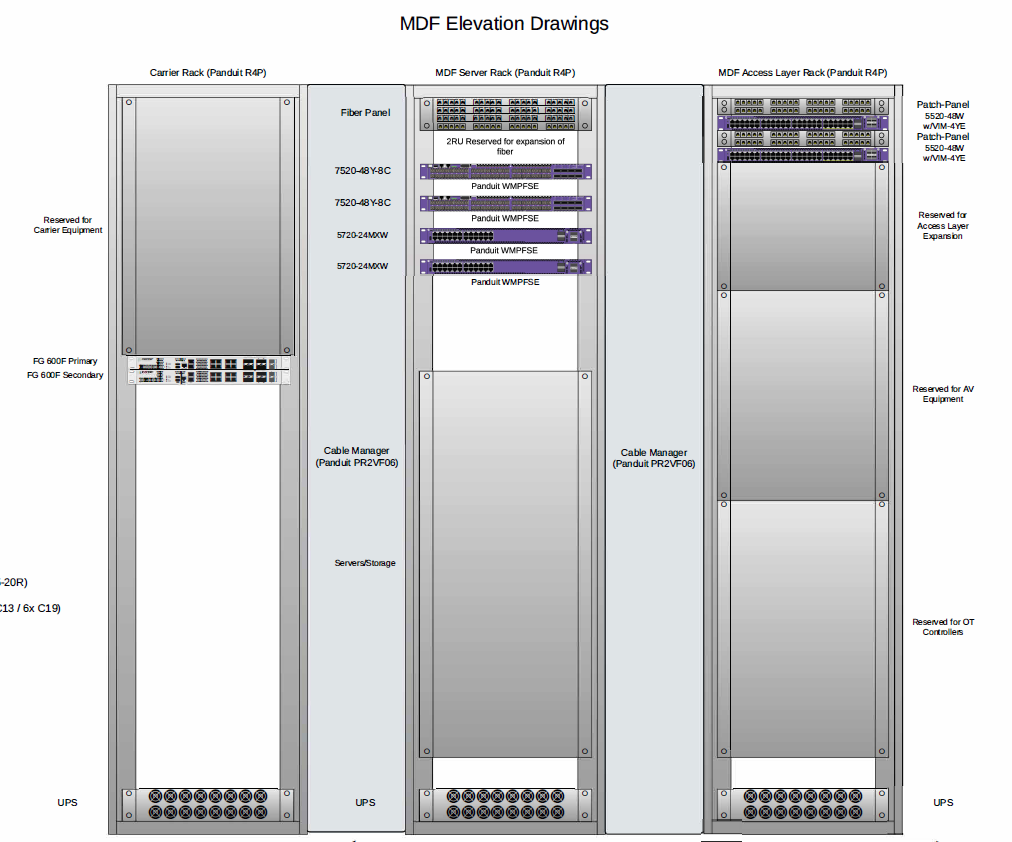 MDF Elevation Drawings
Carrier Rack (Panduit R4P)
MDF Server Rack (Panduit R4P)
MDF Access Layer Rack (Panduit R4P)
Fiber Panel
2RU Reserved for expansion of
fiber
7520-48Y-8C
Panduit WMPFSE
7520-48Y-8C
Panduit WMPFSE
5720-24MXW
Panduit WMPFSE
5720-24MXW
Panduit WMPFSE
Patch-Panel
5520-48W
w/VIM-4YE
Patch-Panel
5520-48W
w/VIM-4YE
Reserved for
Carrier Equipment
Reserved for
Access Layer
Expansion
FG 600F Primary
FG 600F Secondary
Reserved for AV
Equipment
Cable Manager
(Panduit PR2VF06)
Cable Manager
(Panduit PR2VF06)
Servers/Storage
-20R)
C13 / 6x C19)
Reserved for OT
Controllers
UPS
UPS
UPS